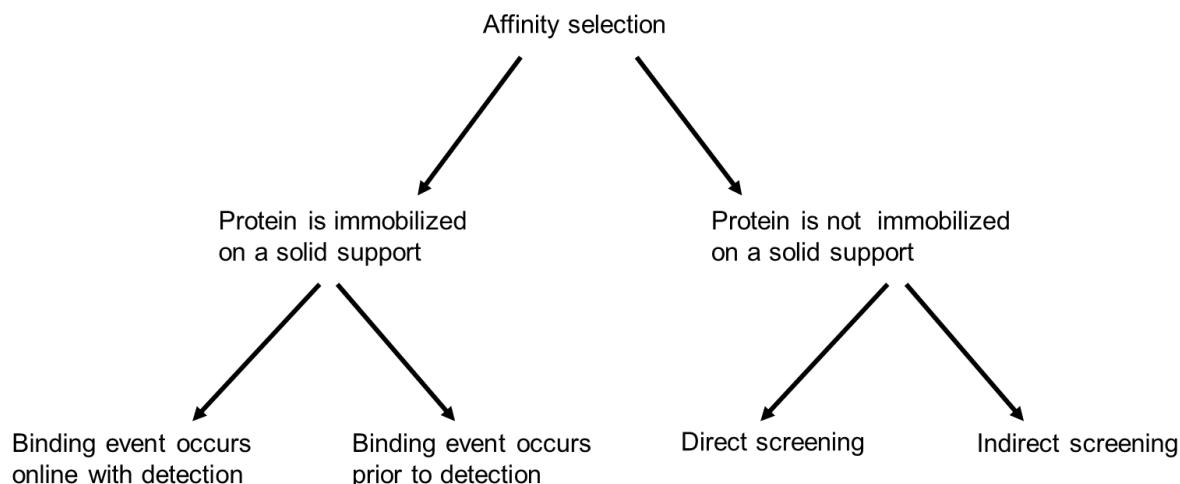 Affinity selection
Protein is immobilized
on a solid support
Protein is not immobilized
on a solid support
Binding event occurs
online with detection
Binding event occurs
prior to detection
Direct screening
Indirect screening